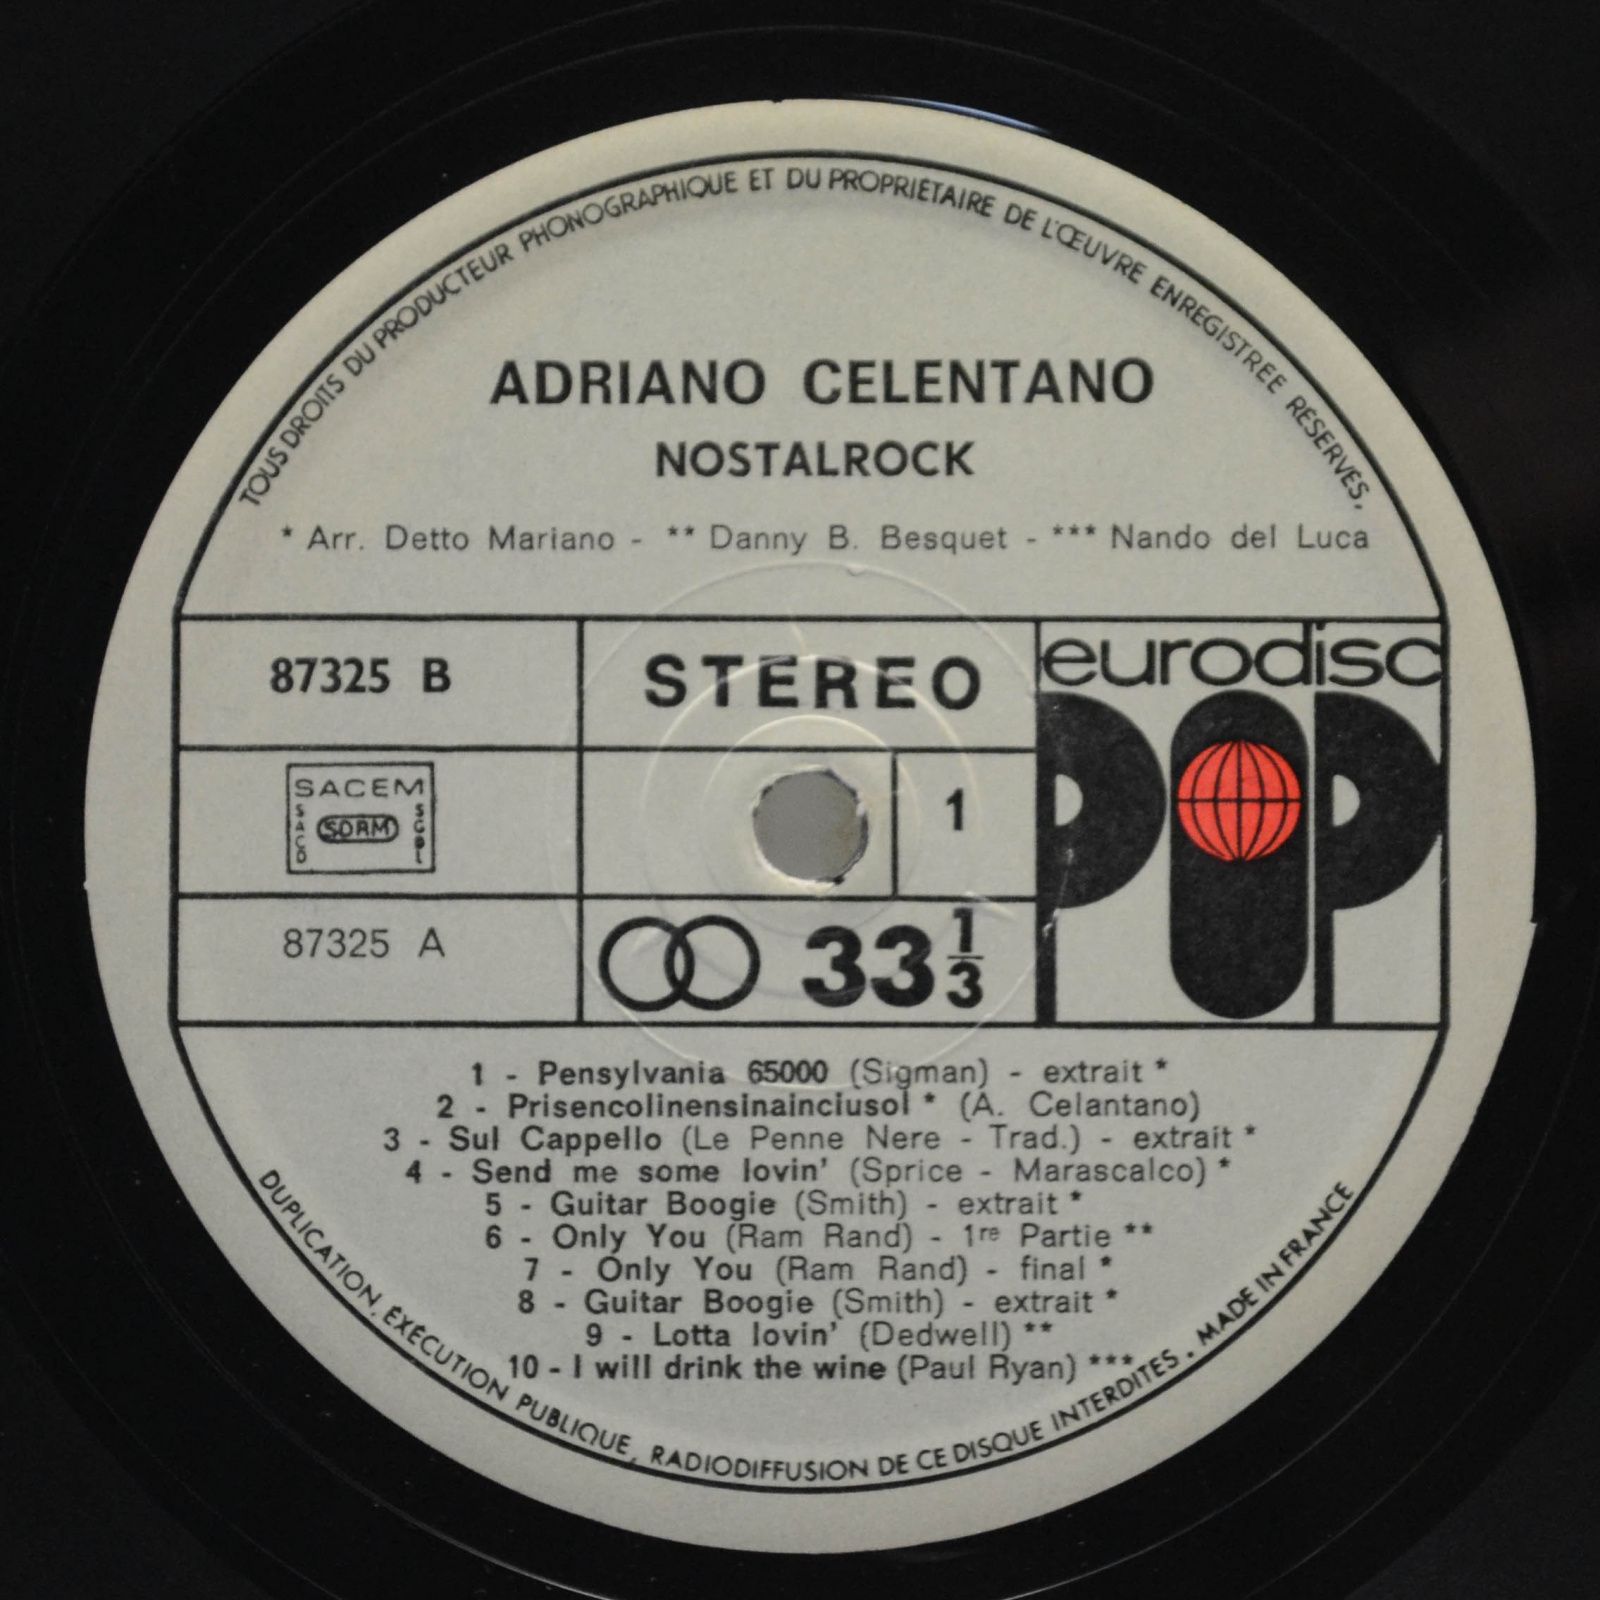 TOUS DROITS DU PRODUCTEUR PHONOGRAPHIQUE ET DU PROPRIÉTAIRE DE L'ŒUVRE ENREGISTRÉE RÉSERVÉS.
ADRIANO CELENTANO
NOSTALROCK
* Arr. Detto Mariano - ** Danny B. Besquet - *** Nando del Luca
87325 B
STEREO
eurodisc
POP
SACEM
SACD
SDRM
SGDL
1
87325 A
33 1/3
1 - Pensylvania 65000 (Sigman) - extrait *
2 - Prisencolinensinainciusol * (A. Celantano)
3 - Sul Cappello (Le Penne Nere - Trad.) - extrait *
4 - Send me some lovin' (Sprice - Marascalco) *
5 - Guitar Boogie (Smith) - extrait *
6 - Only You (Ram Rand) - 1re Partie **
7 - Only You (Ram Rand) - final *
8 - Guitar Boogie (Smith) - extrait *
9 - Lotta lovin' (Dedwell) **
10 - I will drink the wine (Paul Ryan) ***
DUPLICATION, EXÉCUTION PUBLIQUE, RADIODIFFUSION DE CE DISQUE INTERDITES. MADE IN FRANCE